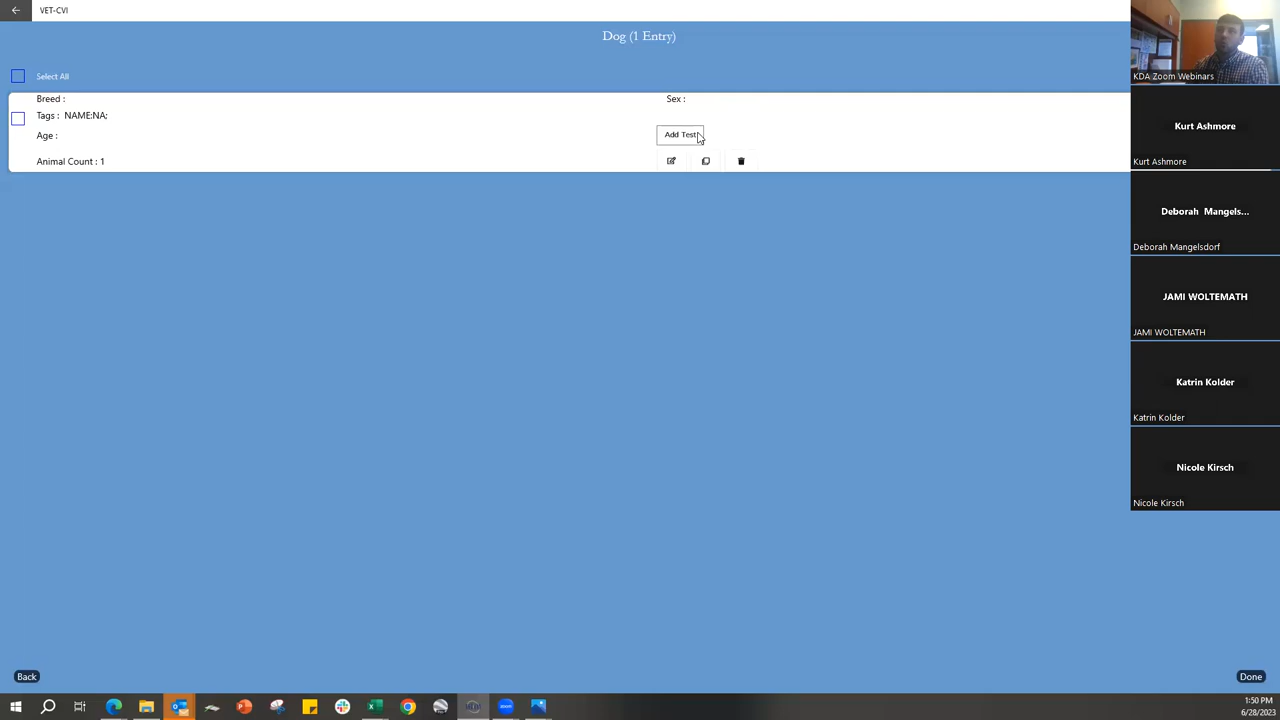 VET-CVI
Dog (1 Entry)
Select All
Breed :
Sex :
Tags : NAME:NA;
Age :
Add Test
Animal Count : 1
Back
Done
KDA Zoom Webinars
Kurt Ashmore
Kurt Ashmore
Deborah Mangels...
Deborah Mangelsdorf
JAMI WOLTEMATH
JAMI WOLTEMATH
Katrin Kolder
Katrin Kolder
Nicole Kirsch
Nicole Kirsch
1:50 PM
6/28/2023